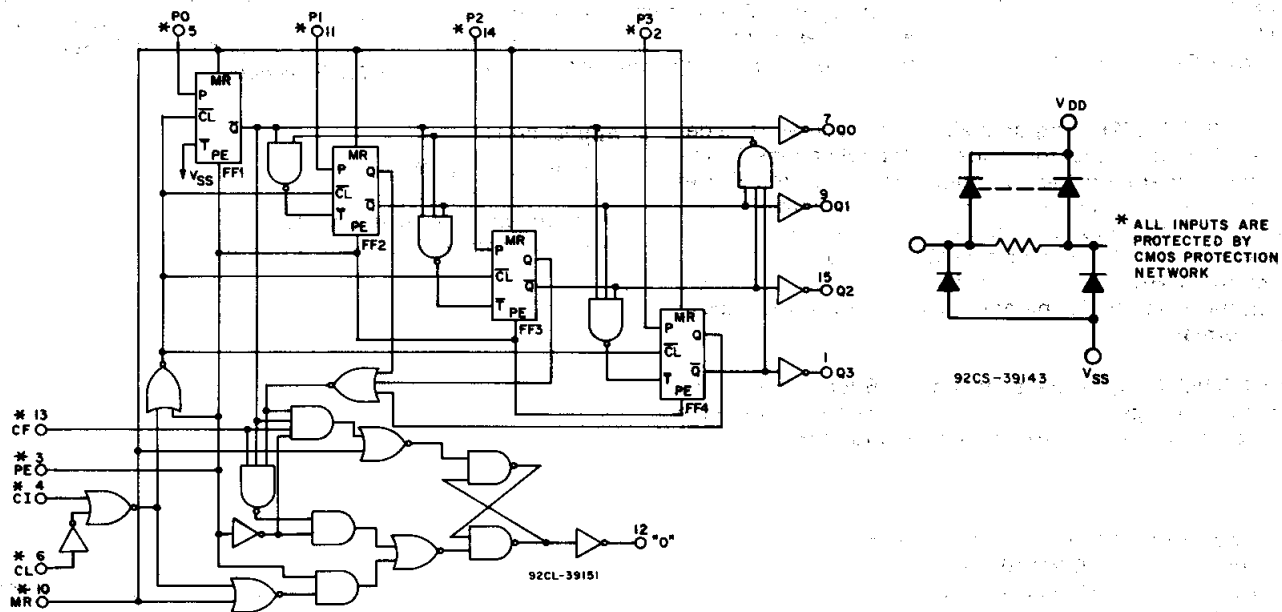 P0
* 5
P1
* 11
P2
* 14
P3
* 2
MR
P
CL
Q
T
PE
FF1
VSS
MR
P
Q
CL
Q
T
PE
FF2
MR
P
Q
CL
Q
T
PE
FF3
MR
P
Q
CL
Q
T
PE
FF4
7
Q0
9
Q1
15
Q2
1
Q3
* 13
CF
* 3
PE
* 4
CI
* 6
CL
* 10
MR
12
"0"
92CL-39151
VDD
VSS
92CS-39143
* ALL INPUTS ARE
PROTECTED BY
CMOS PROTECTION
NETWORK